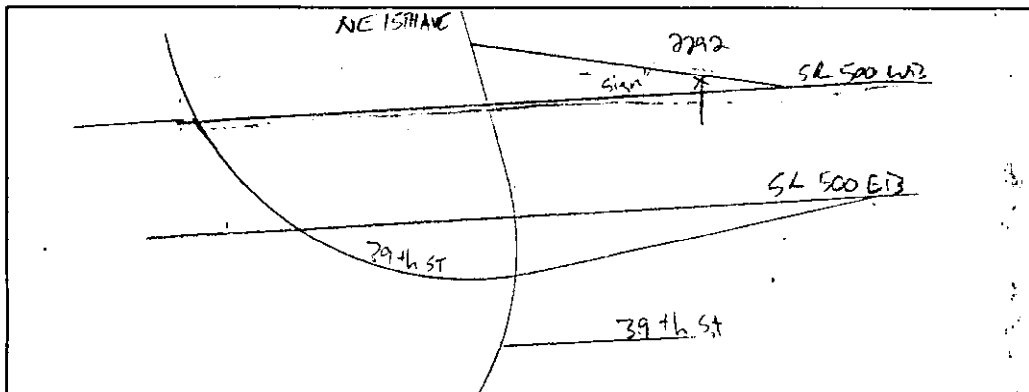 NE 15TH AVE
2292
"Sign"
SR 500 WB
SR 500 EB
39th ST
39th St